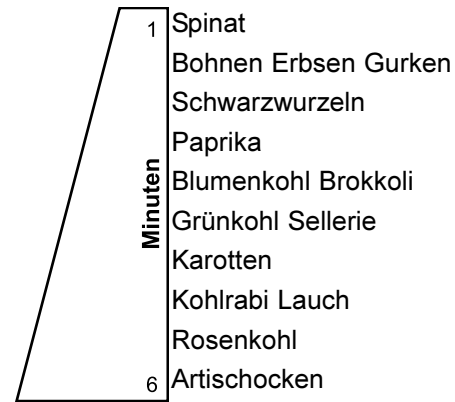 1 Spinat
Bohnen Erbsen Gurken
Schwarzwurzeln
Paprika
Blumenkohl Brokkoli
Minuten
Grünkohl Sellerie
Karotten
Kohlrabi Lauch
Rosenkohl
6 Artischocken